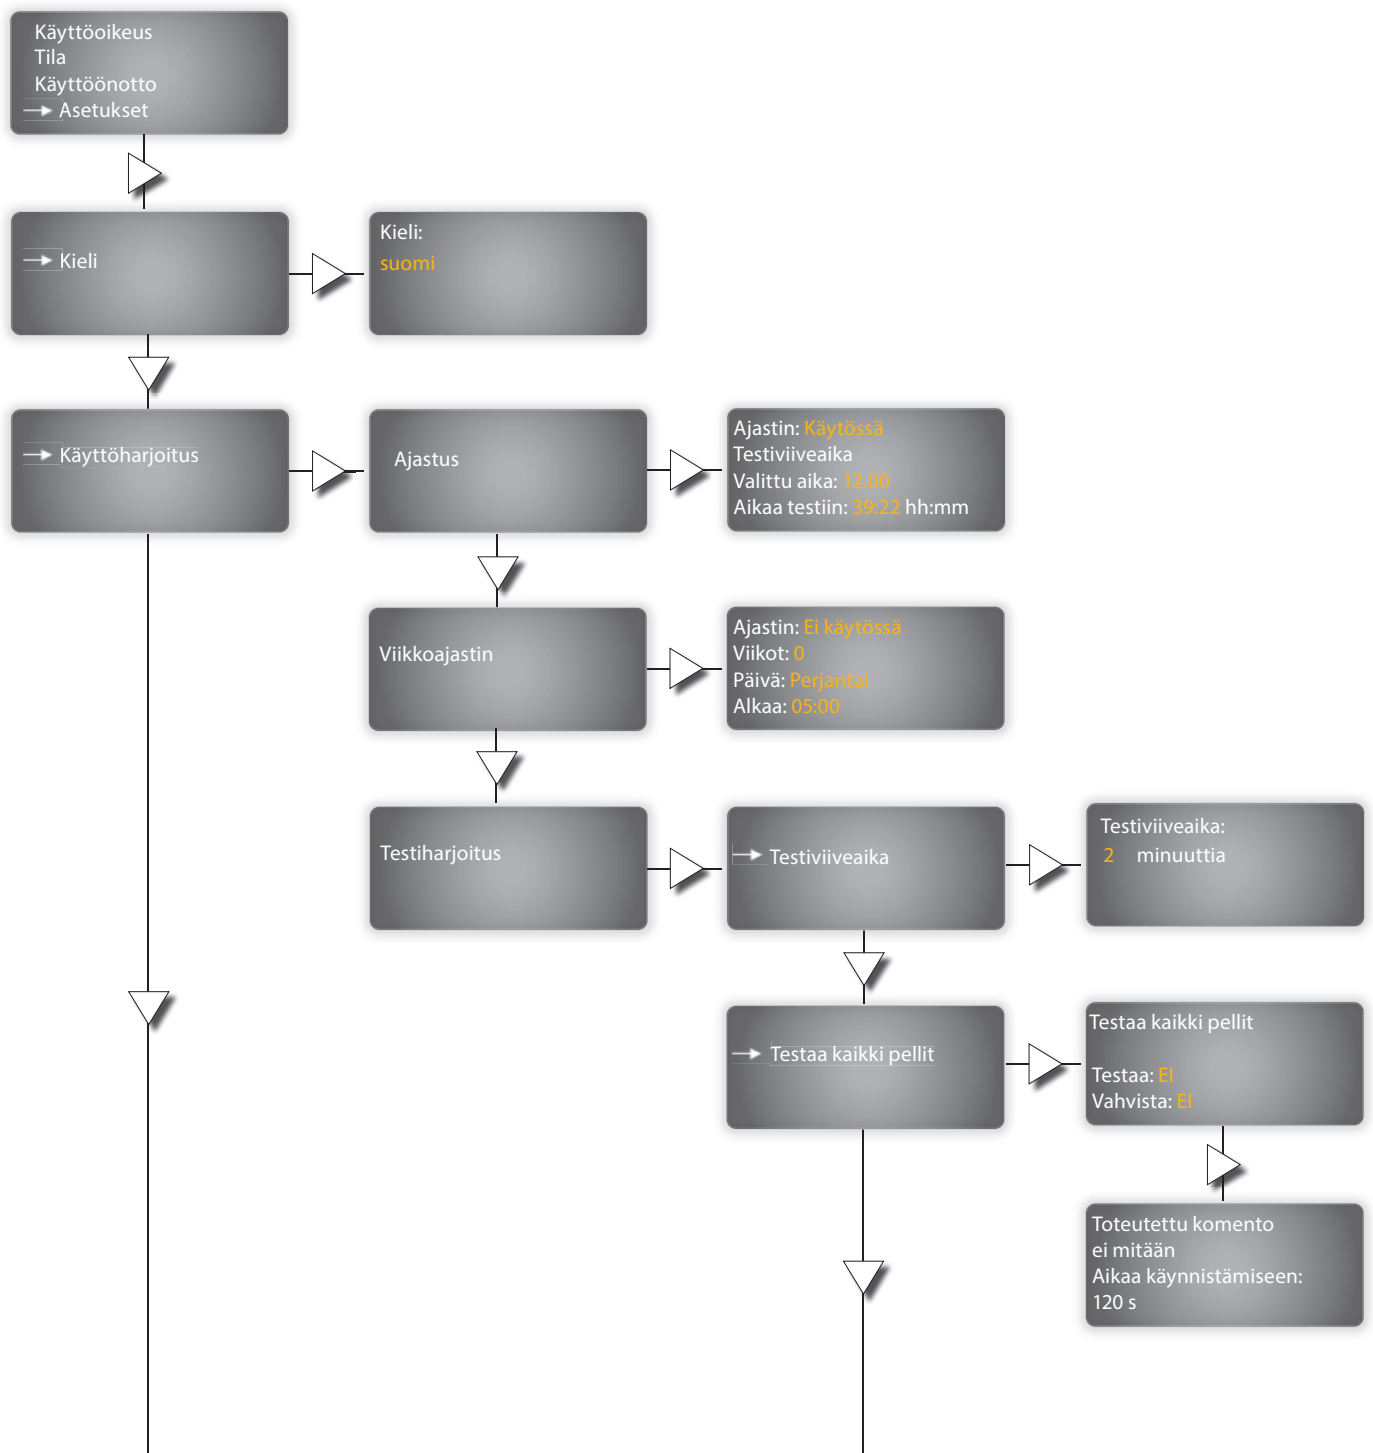 Käyttöoikeus
Tila
Käyttöönotto
Asetukset
Kieli
Kieli:
suomi
Käyttöharjoitus
Ajastus
Ajastin: Käytössä
Testiviiveaika
Valittu aika: 12.00
Aikaa testiin: 39:22 hh:mm
Viikkoajastin
Ajastin: Ei käytössä
Viikot: 0
Päivä: Perjantai
Alkaa: 05:00
Testiharjoitus
Testiviiveaika
Testiviiveaika:
2 minuuttia
Testaa kaikki pellit
Testaa kaikki pellit
Testaa: EI
Vahvista: EI
Toteutettu komento
ei mitään
Aikaa käynnistämiseen:
120 s